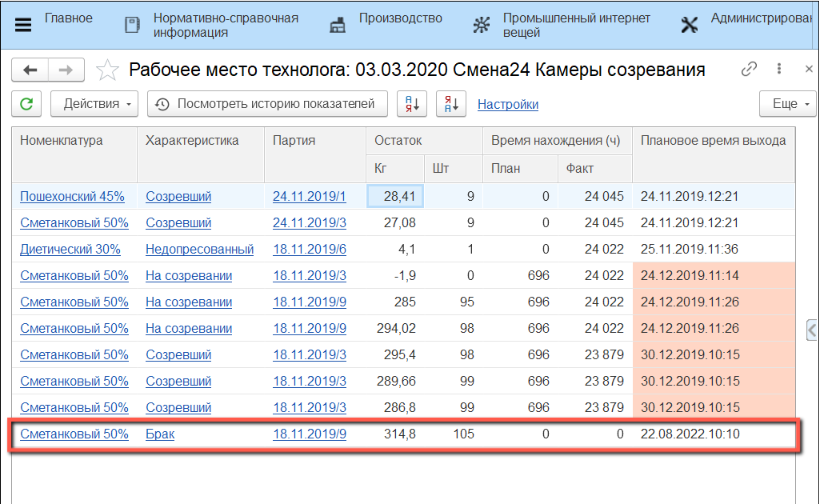 Главное
Нормативно-справочная
информация
Производство
Промышленный интернет
вещей
Администрирован
Рабочее место технолога: 03.03.2020 Смена24 Камеры созревания
Действия
Посмотреть историю показателей
Настройки
Еще
Номенклатура Характеристика Партия Остаток Время нахождения (ч) Плановое время выхода
Кг Шт План Факт
Пошехонский 45% Созревший 24.11.2019/1 28,41 9 0 24 045 24.11.2019.12:21
Сметанковый 50% Созревший 24.11.2019/3 27,08 9 0 24 045 24.11.2019.12:21
Диетический 30% Недопресованный 18.11.2019/6 4,1 1 0 24 022 25.11.2019.11:36
Сметанковый 50% На созревании 18.11.2019/3 -1,9 0 696 24 022 24.12.2019.11:14
Сметанковый 50% На созревании 18.11.2019/9 285 95 696 24 022 24.12.2019.11:26
Сметанковый 50% На созревании 18.11.2019/9 294,02 98 696 24 022 24.12.2019.11:26
Сметанковый 50% Созревший 18.11.2019/3 295,4 98 696 23 879 30.12.2019.10:15
Сметанковый 50% Созревший 18.11.2019/3 289,66 99 696 23 879 30.12.2019.10:15
Сметанковый 50% Созревший 18.11.2019/3 286,8 99 696 23 879 30.12.2019.10:15
Сметанковый 50% Брак 18.11.2019/9 314,8 105 0 0 22.08.2022.10:10